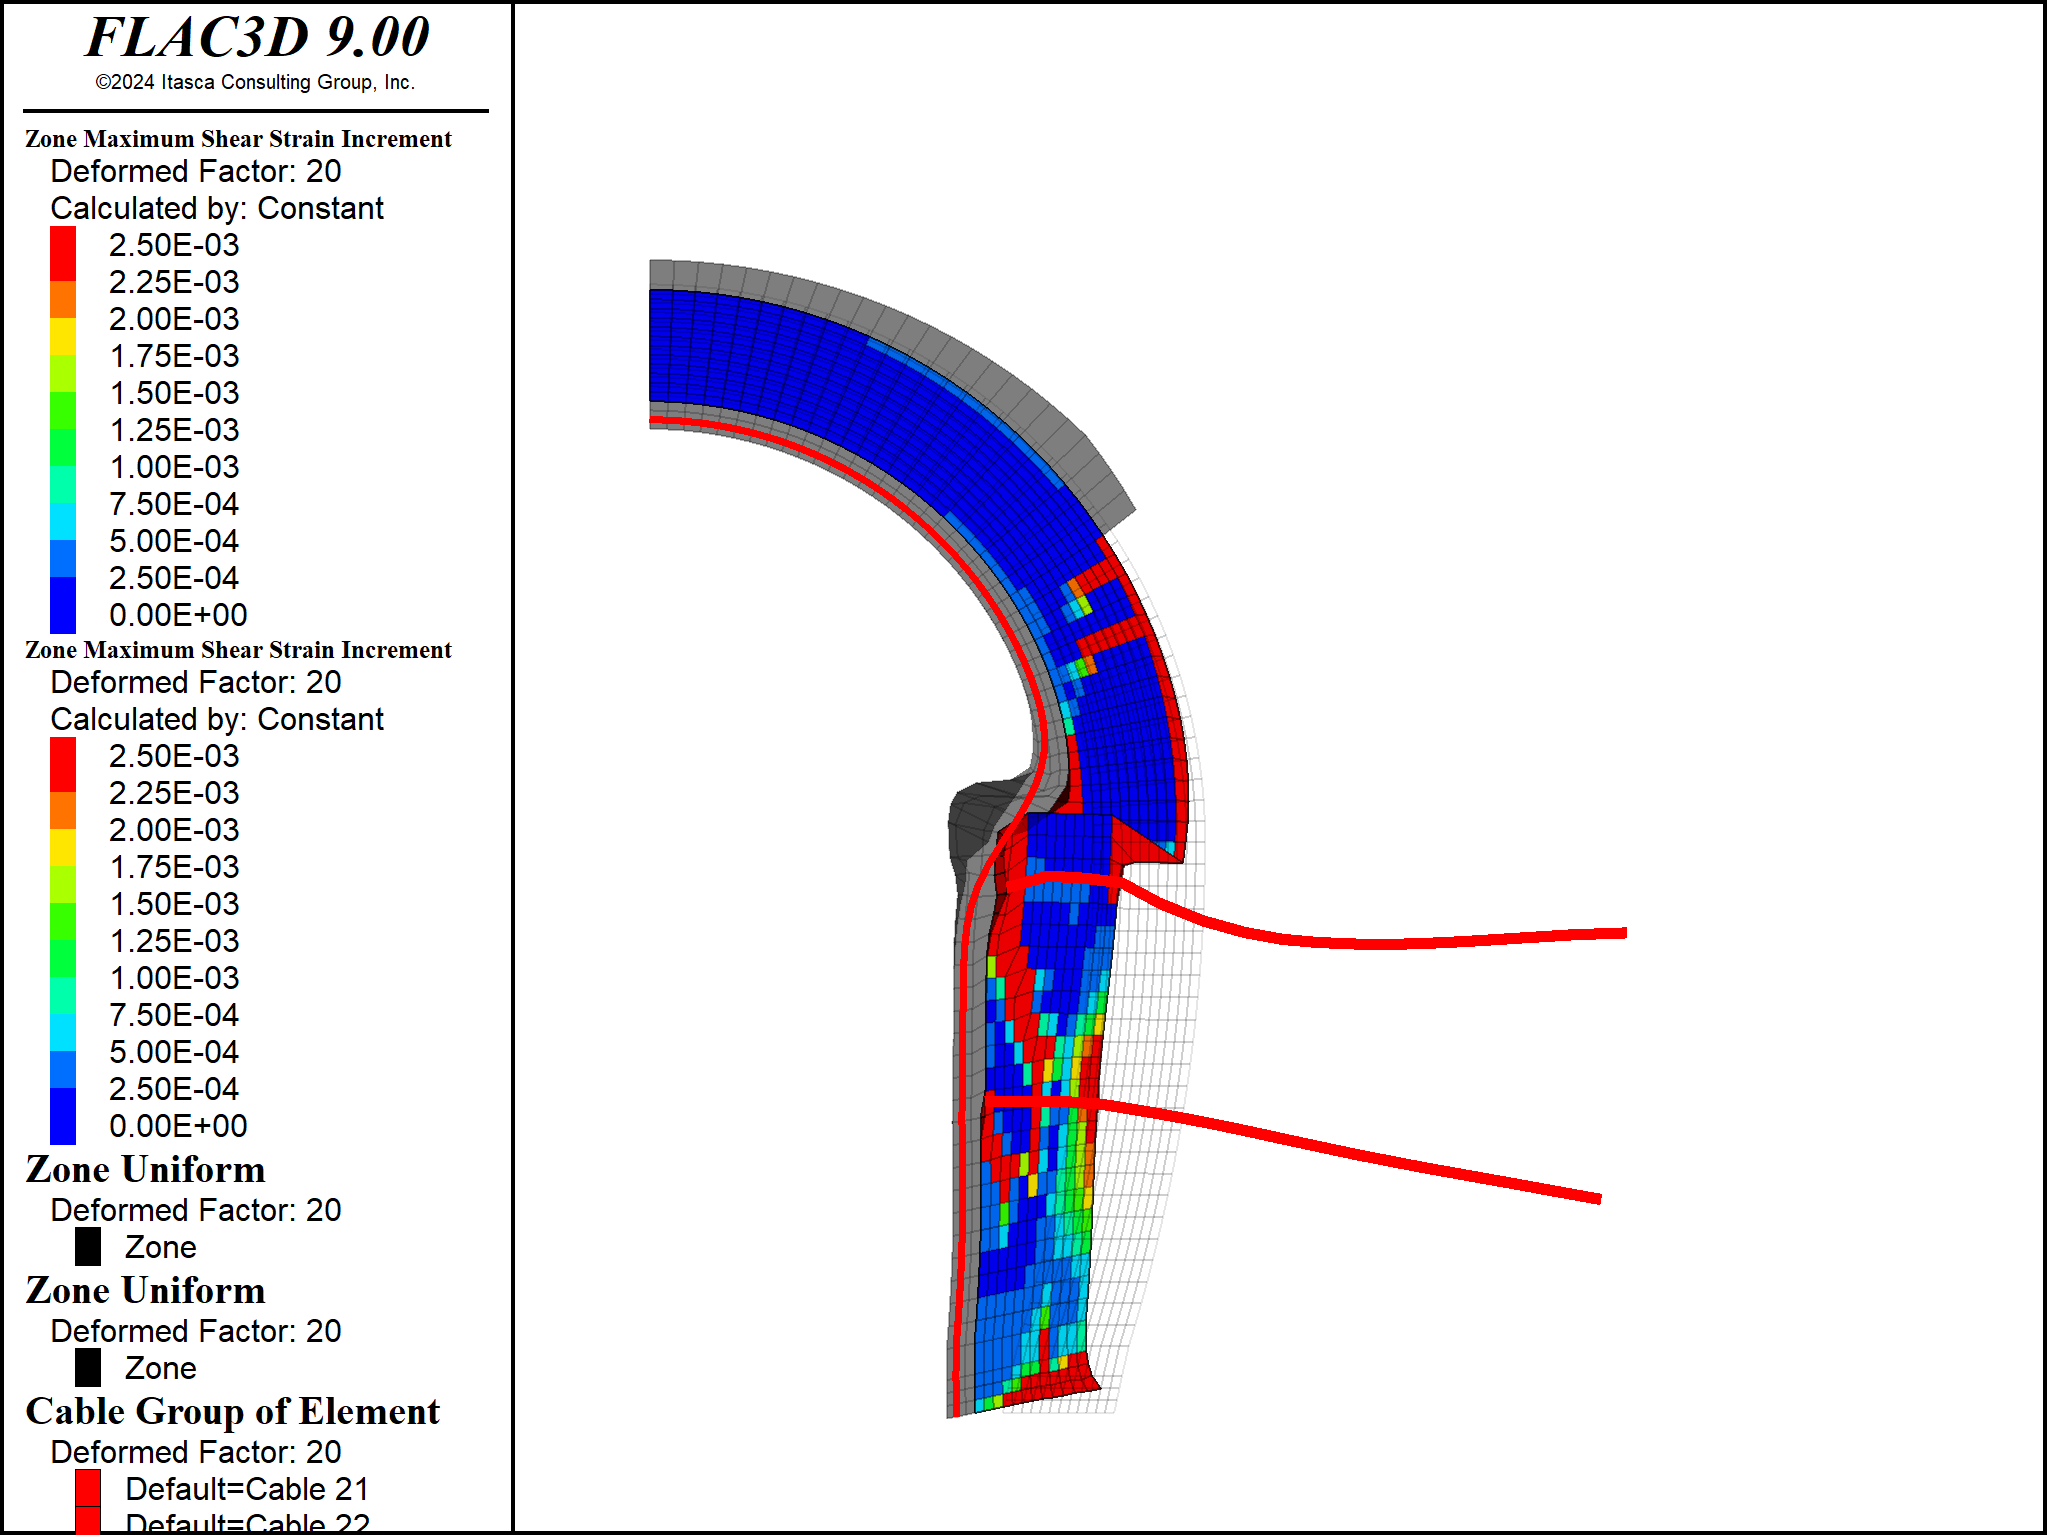 FLAC3D 9.00
©2024 Itasca Consulting Group, Inc.
Zone Maximum Shear Strain Increment
Deformed Factor: 20
Calculated by: Constant
2.50E-03
2.25E-03
2.00E-03
1.75E-03
1.50E-03
1.25E-03
1.00E-03
7.50E-04
5.00E-04
2.50E-04
0.00E+00
Zone Maximum Shear Strain Increment
Deformed Factor: 20
Calculated by: Constant
2.50E-03
2.25E-03
2.00E-03
1.75E-03
1.50E-03
1.25E-03
1.00E-03
7.50E-04
5.00E-04
2.50E-04
0.00E+00
Zone Uniform
Deformed Factor: 20
Zone
Zone Uniform
Deformed Factor: 20
Zone
Cable Group of Element
Deformed Factor: 20
Default=Cable 21
Default=Cable 22